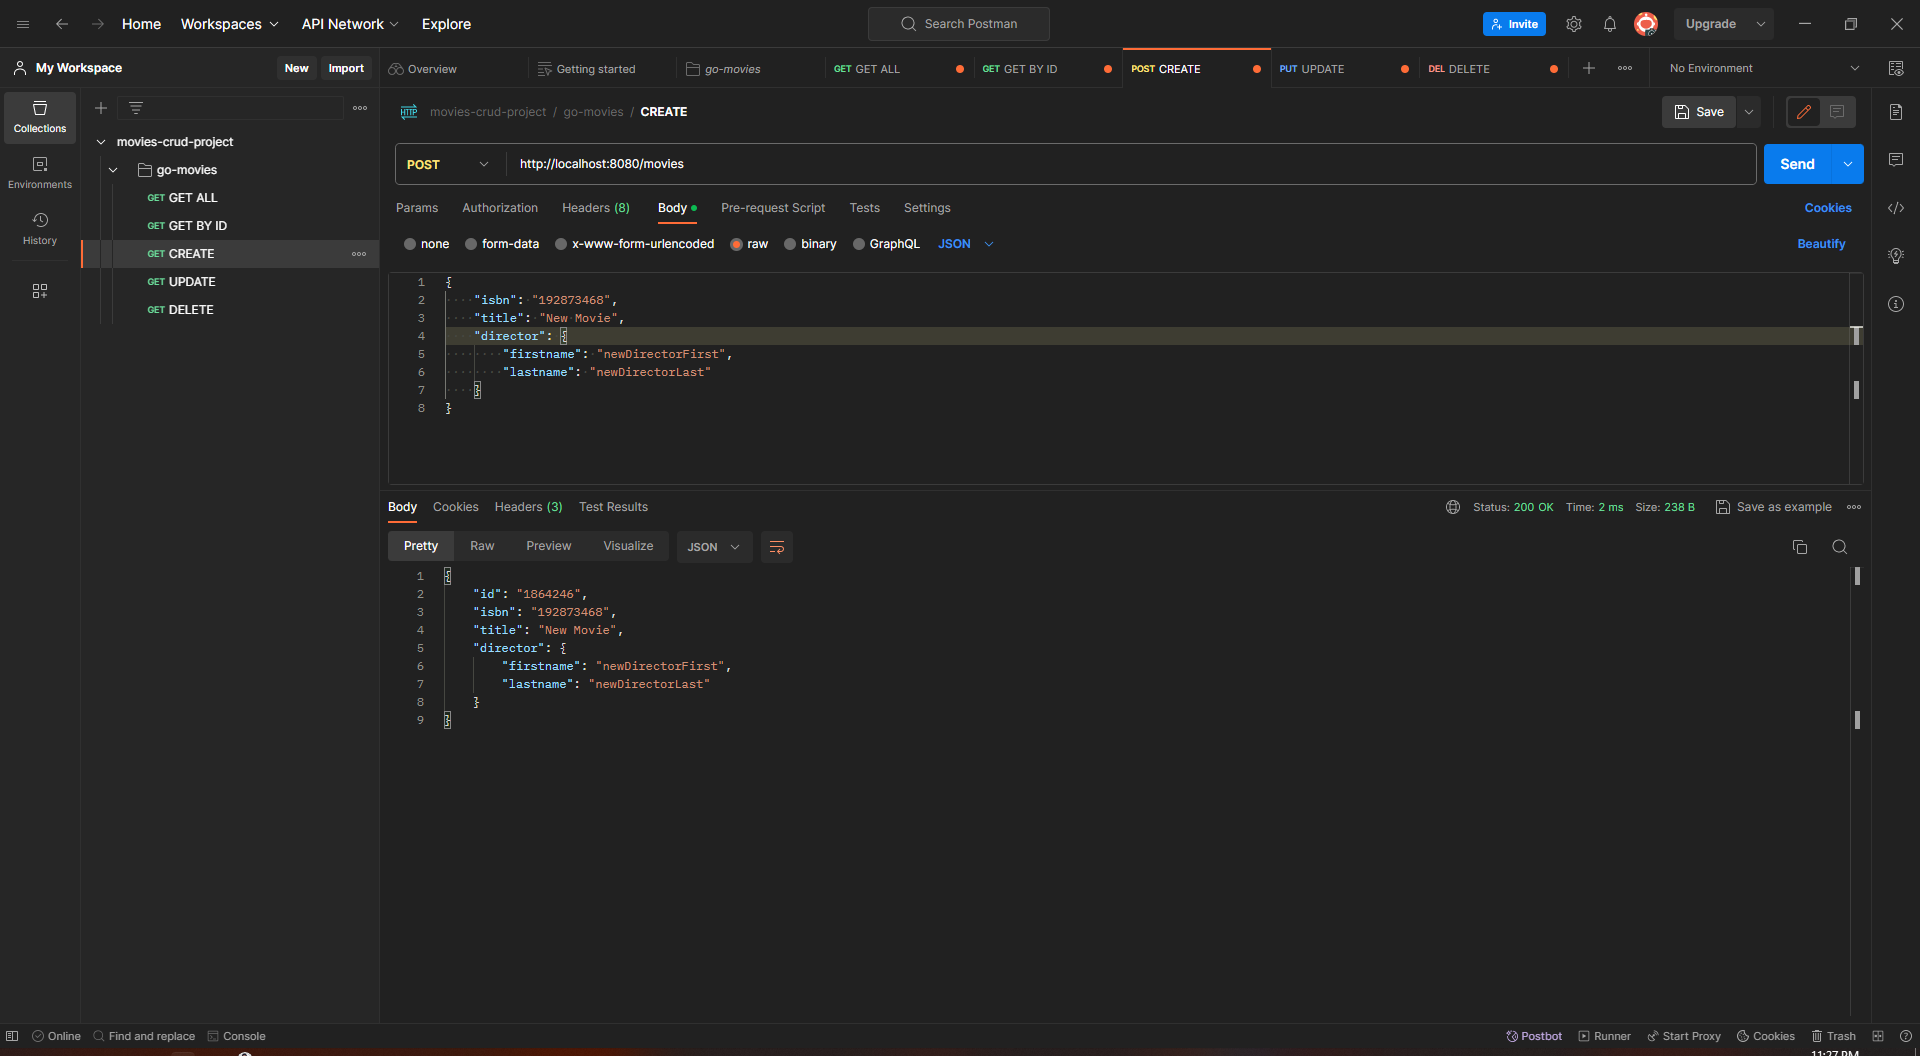 Home Workspaces API Network Explore Search Postman Invite Upgrade
My Workspace New Import Overview Getting started go-movies GET GET ALL GET GET BY ID POST CREATE PUT UPDATE DEL DELETE No Environment
Collections
Environments
History
movies-crud-project
go-movies
GET GET ALL
GET GET BY ID
GET CREATE
GET UPDATE
GET DELETE
HTTP movies-crud-project / go-movies / CREATE Save
POST http://localhost:8080/movies Send
Params Authorization Headers (8) Body Pre-request Script Tests Settings Cookies
none form-data x-www-form-urlencoded raw binary GraphQL JSON Beautify
1 {
2 "isbn": "192873468",
3 "title": "New Movie",
4 "director": {
5 "firstname": "newDirectorFirst",
6 "lastname": "newDirectorLast"
7 }
8 }
Body Cookies Headers (3) Test Results Status: 200 OK Time: 2 ms Size: 238 B Save as example
Pretty Raw Preview Visualize JSON
1 {
2 "id": "1864246",
3 "isbn": "192873468",
4 "title": "New Movie",
5 "director": {
6 "firstname": "newDirectorFirst",
7 "lastname": "newDirectorLast"
8 }
9 }
Online Find and replace Console Postbot Runner Start Proxy Cookies Trash
11:27 PM